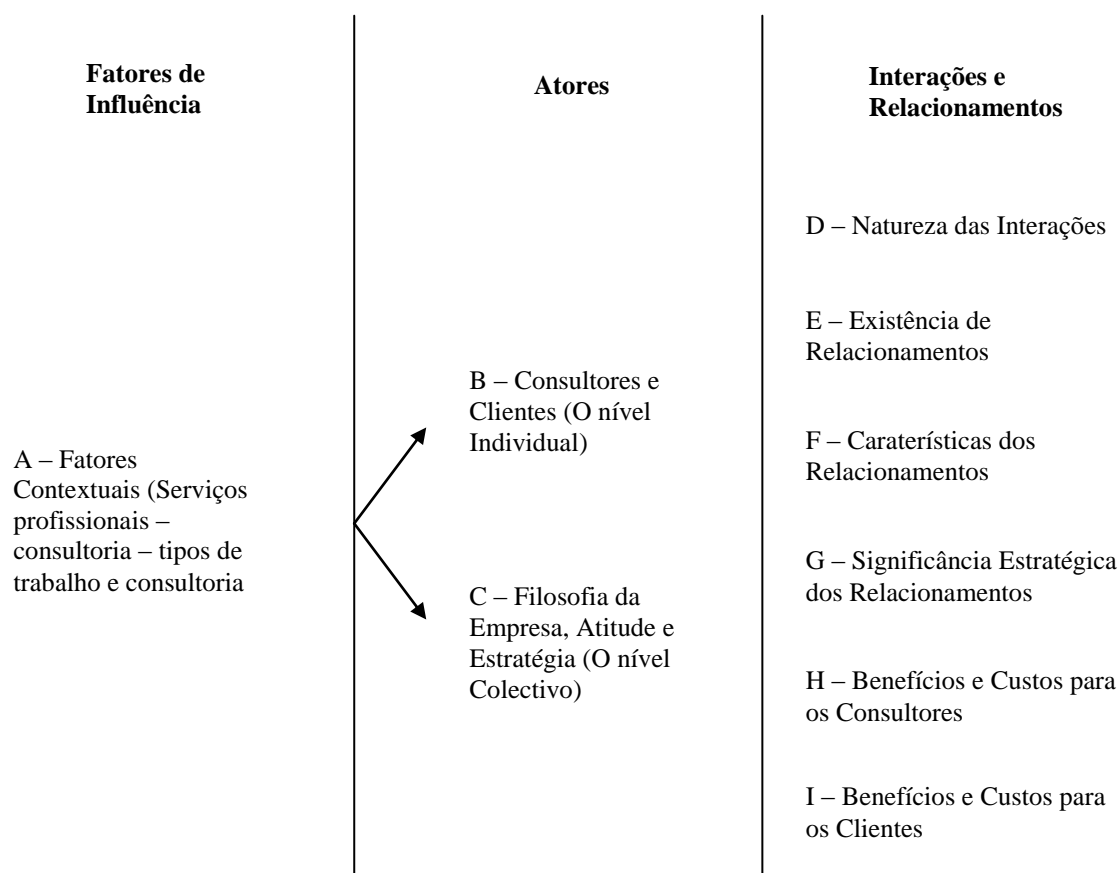 Fatores de
Influência
Atores
Interações e
Relacionamentos
A – Fatores
Contextuais (Serviços
profissionais –
consultoria – tipos de
trabalho e consultoria
B – Consultores e
Clientes (O nível
Individual)
C – Filosofia da
Empresa, Atitude e
Estratégia (O nível
Colectivo)
D – Natureza das Interações
E – Existência de
Relacionamentos
F – Caraterísticas dos
Relacionamentos
G – Significância Estratégica
dos Relacionamentos
H – Benefícios e Custos para
os Consultores
I – Benefícios e Custos para
os Clientes